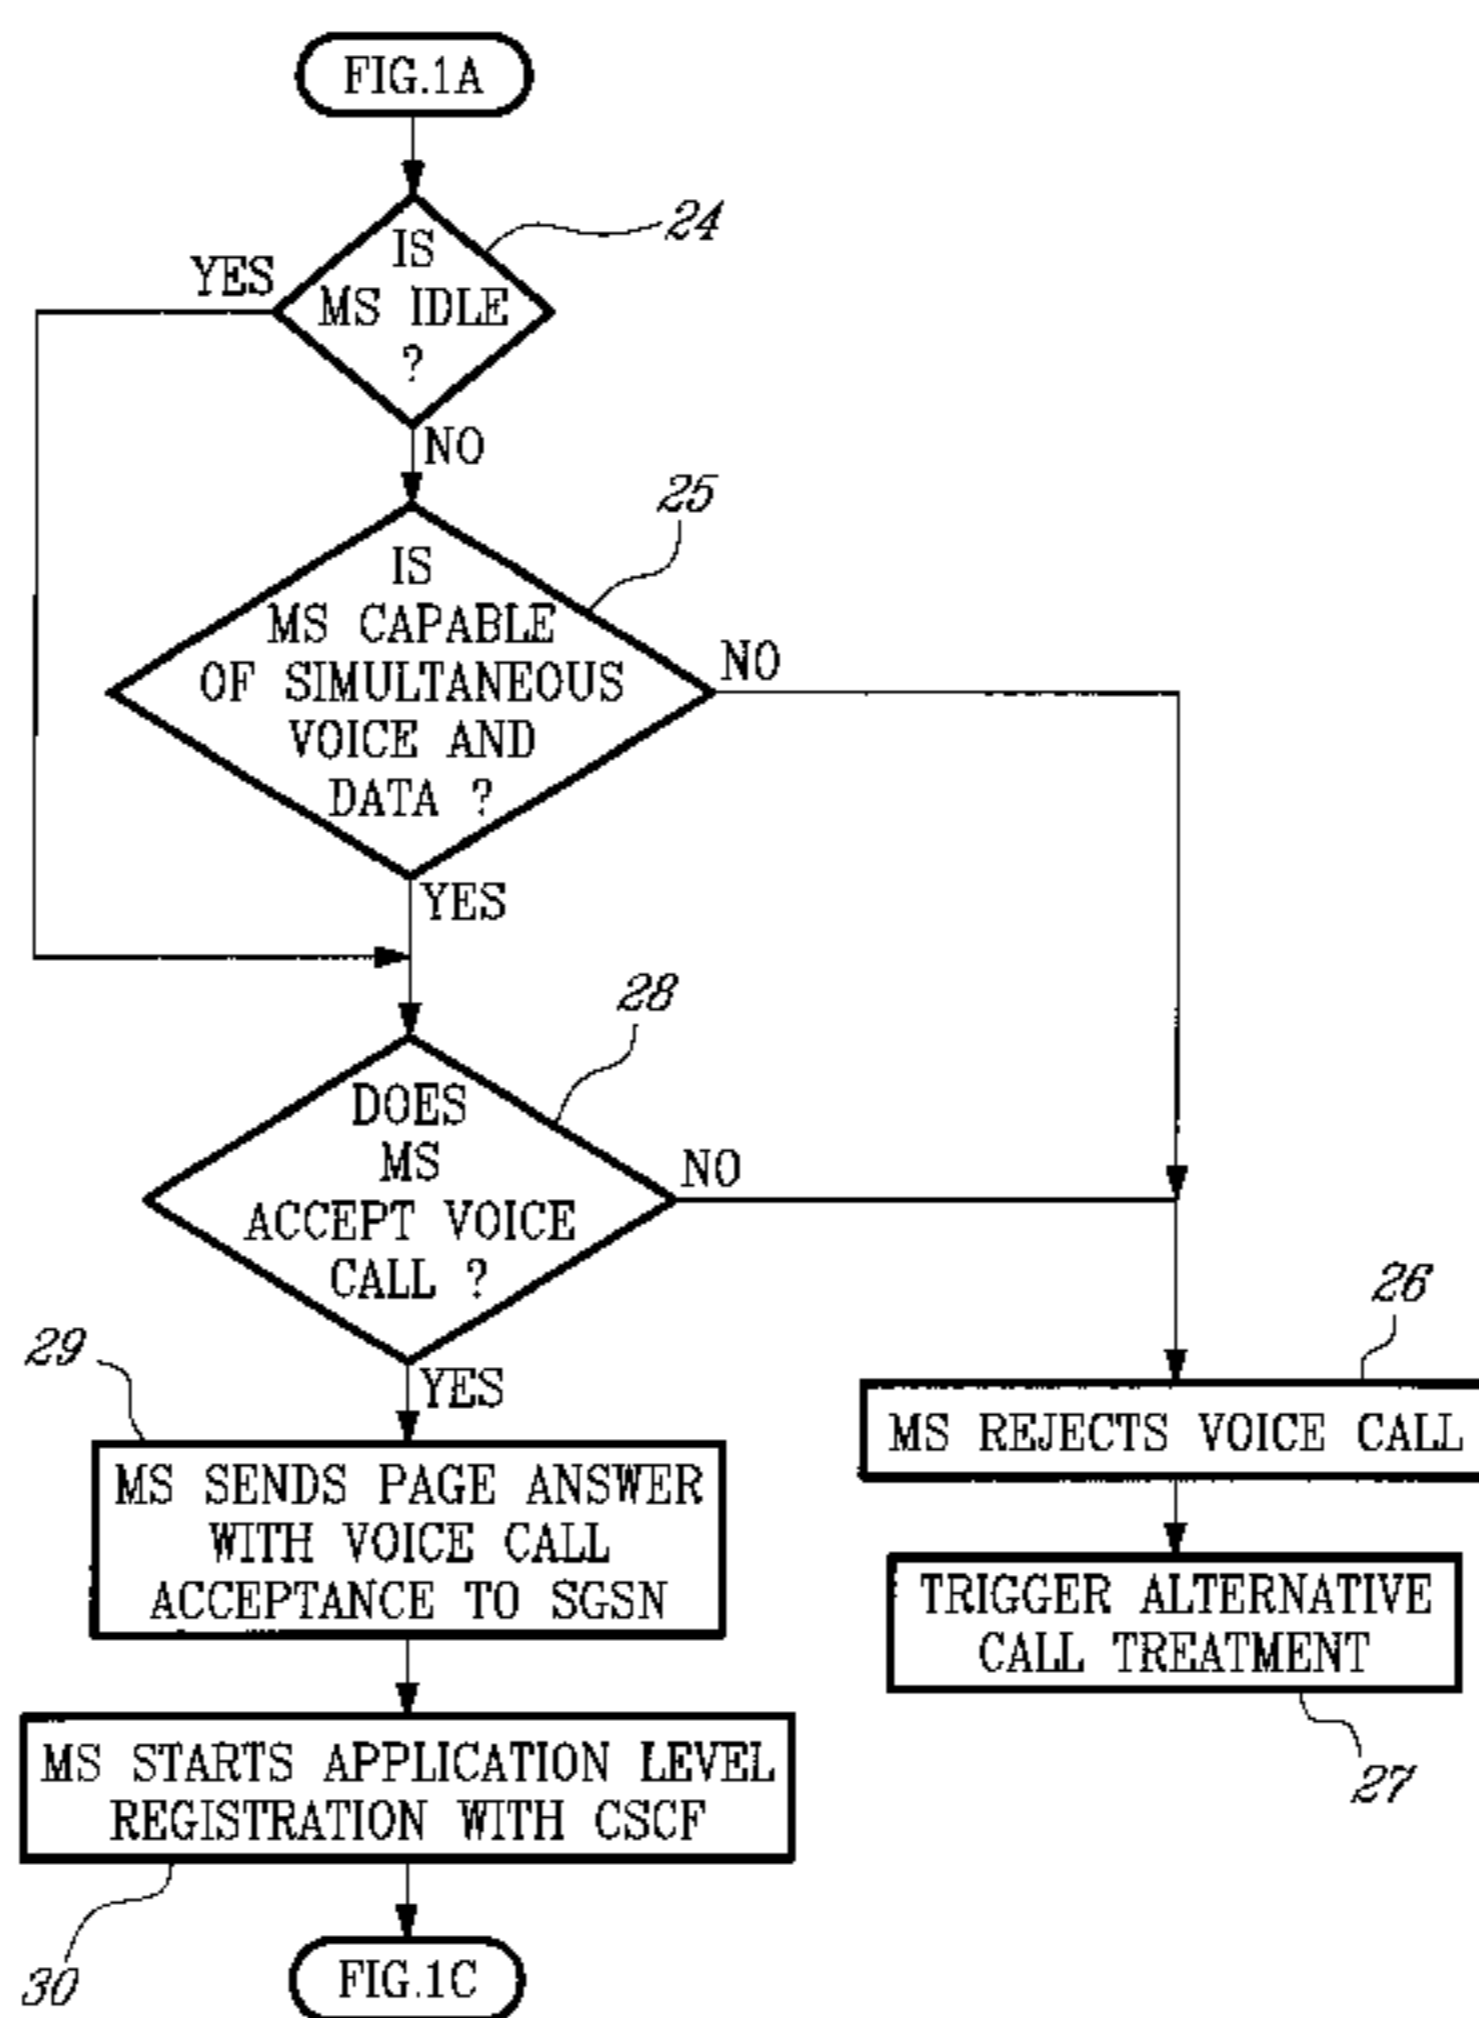 FIG.1A
24
IS
MS IDLE
?
YES
NO
25
IS
MS CAPABLE
OF SIMULTANEOUS
VOICE AND
DATA ?
NO
YES
28
DOES
MS
ACCEPT VOICE
CALL ?
NO
YES
26
MS REJECTS VOICE CALL
29
MS SENDS PAGE ANSWER
WITH VOICE CALL
ACCEPTANCE TO SGSN
TRIGGER ALTERNATIVE
CALL TREATMENT
27
MS STARTS APPLICATION LEVEL
REGISTRATION WITH CSCF
30
FIG.1C